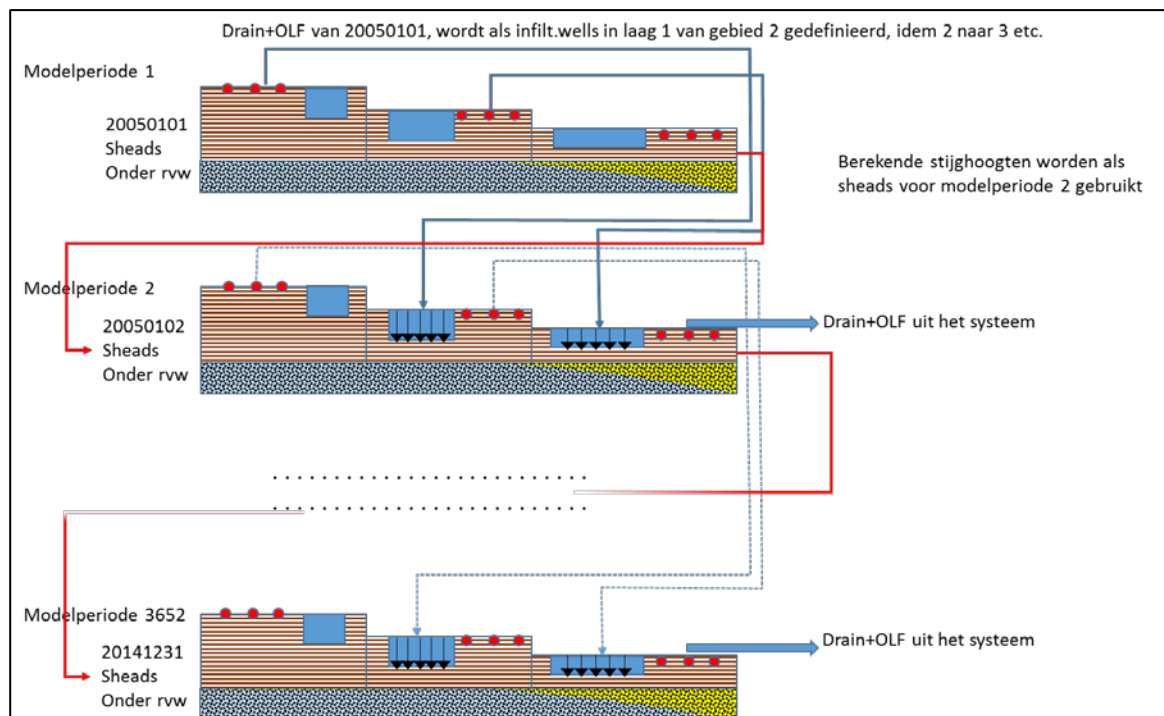 Drain+OLF van 20050101, wordt als infilt.wells in laag 1 van gebied 2 gedefinieerd, idem 2 naar 3 etc.
Modelperiode 1
20050101
Sheads
Onder rvw
Berekende stijghoogten worden als
sheads voor modelperiode 2 gebruikt
Modelperiode 2
20050102
Sheads
Onder rvw
Drain+OLF uit het systeem
Modelperiode 3652
20141231
Sheads
Onder rvw
Drain+OLF uit het systeem